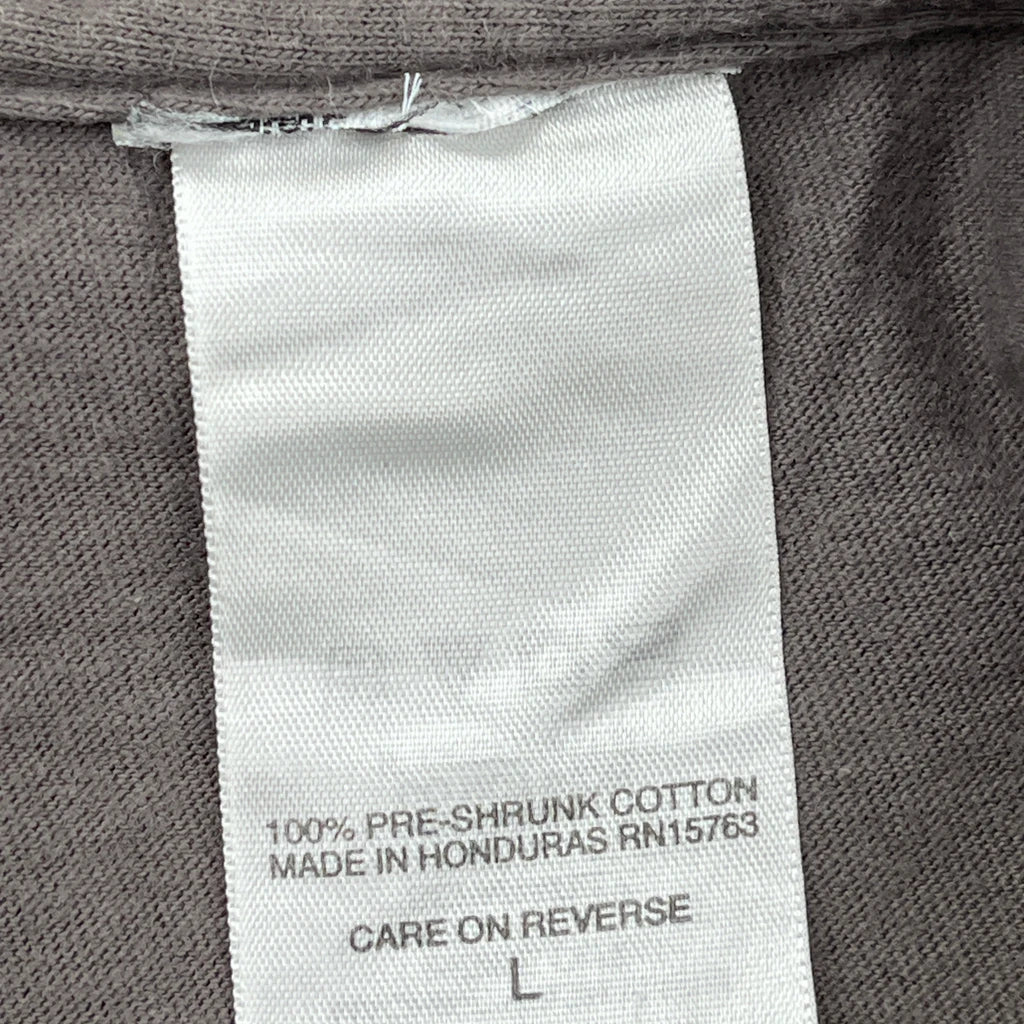 100% PRE-SHRUNK COTTON
MADE IN HONDURAS RN15763
CARE ON REVERSE
L